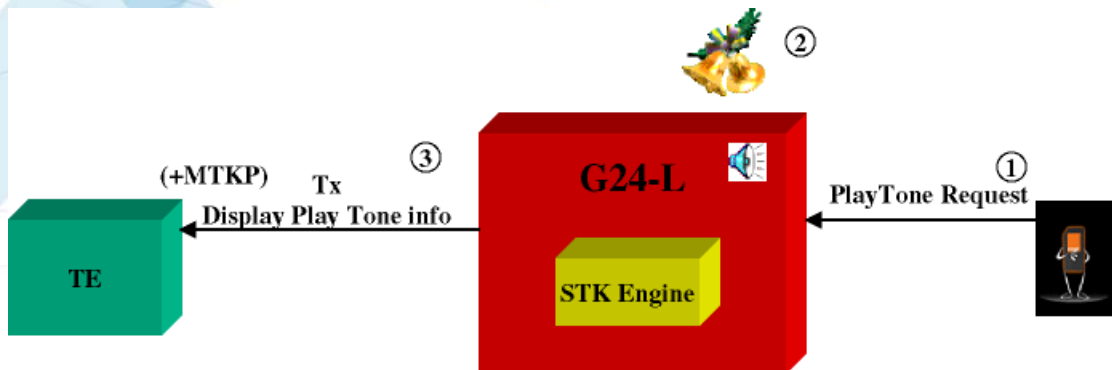 ②
③
①
(+MTKP)
Tx
Display Play Tone info
G24-L
PlayTone Request
TE
STK Engine